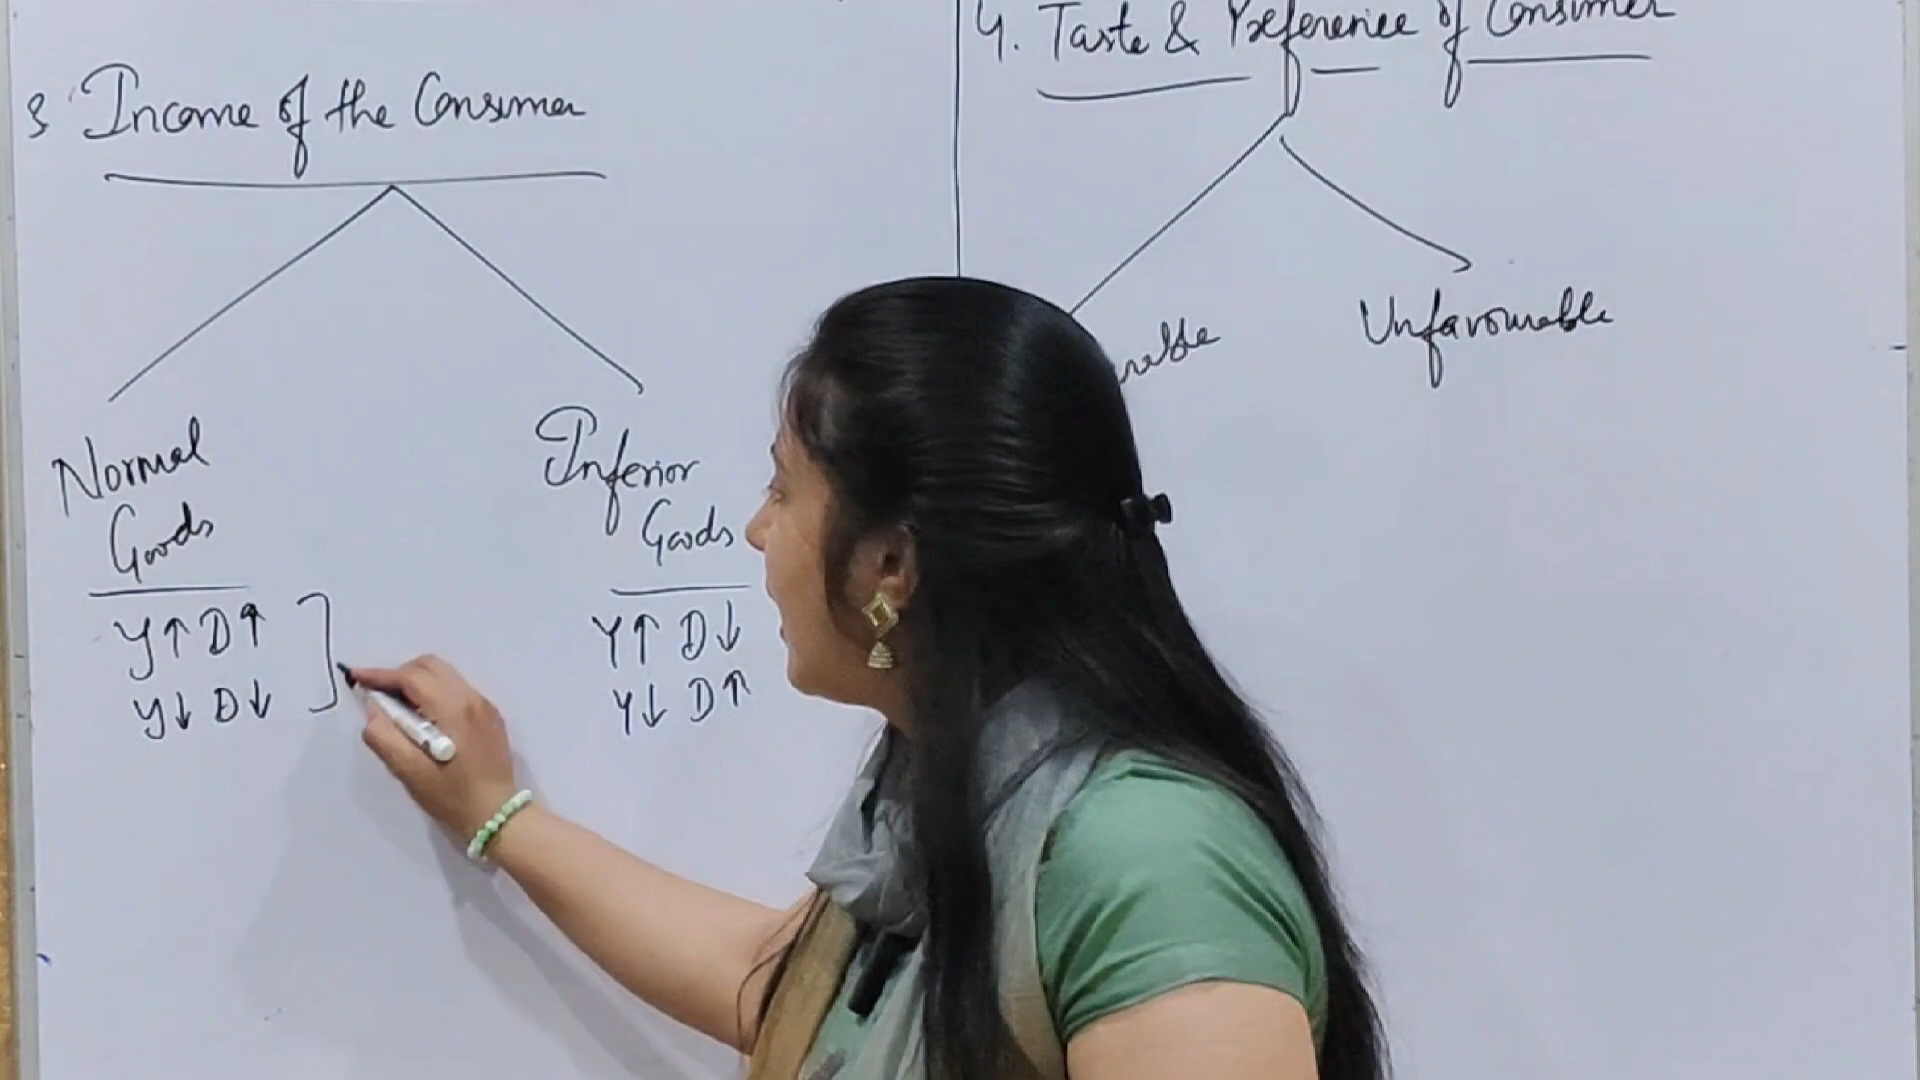 3 Income of the Consumer
Normal
Goods
Y↑ D↑
Y↓ D↓
Inferior
Goods
Y↑ D↓
Y↓ D↑
4. Taste & Preference of Consumer
Unfavourable